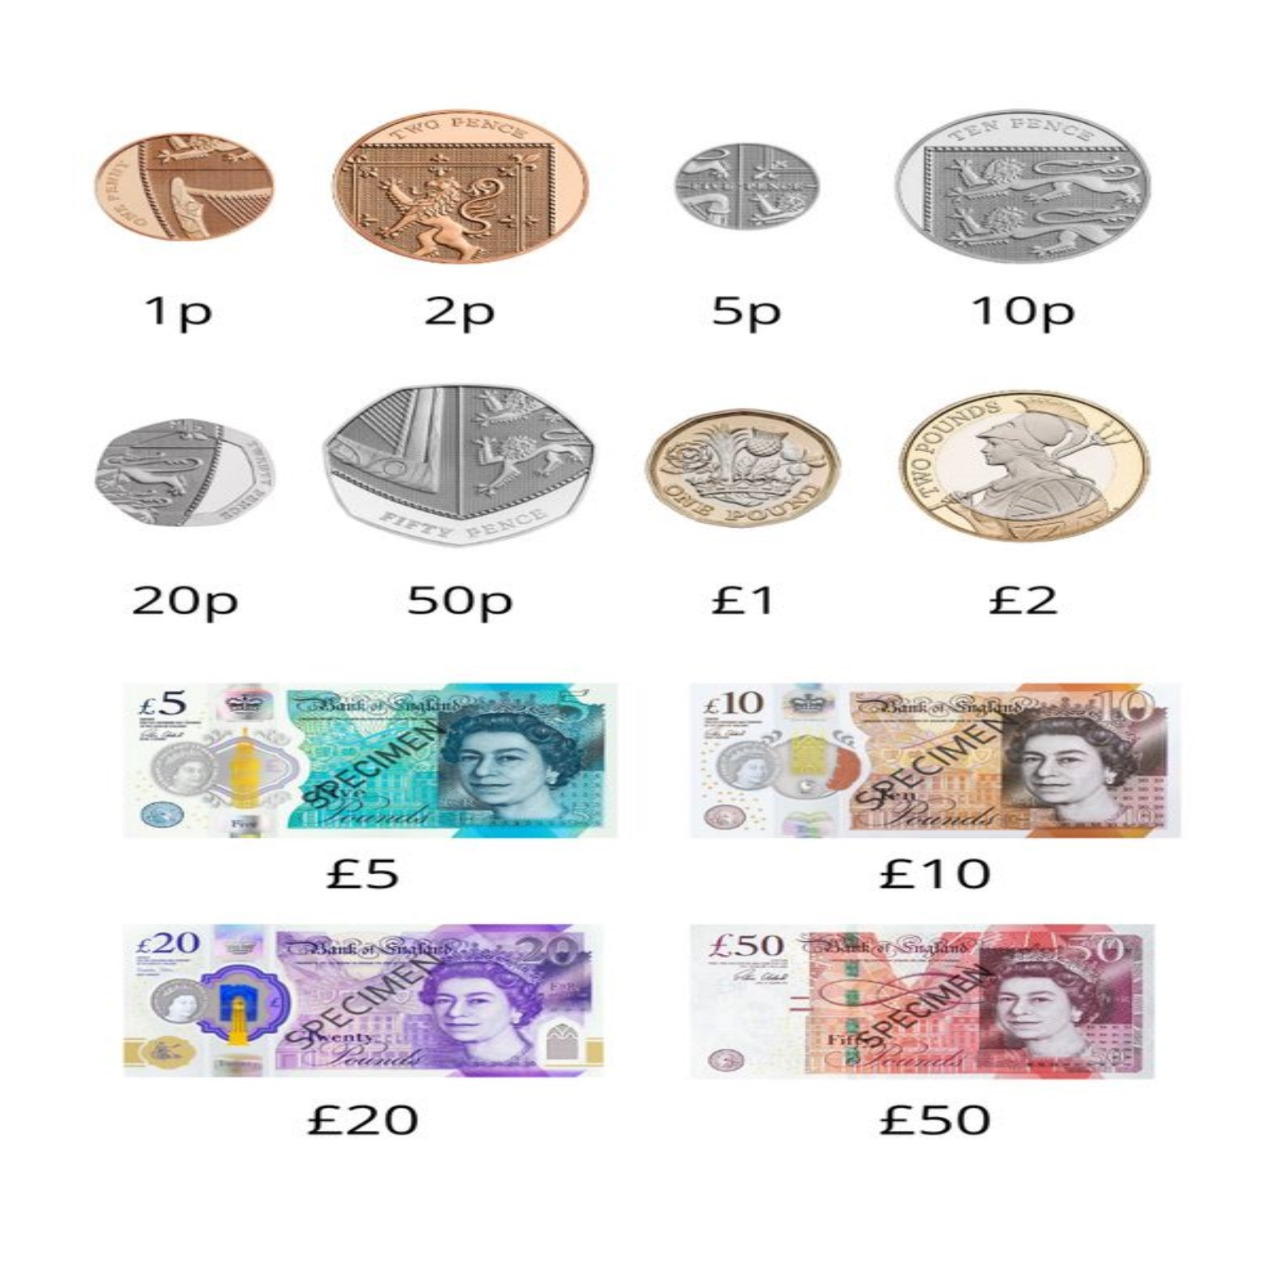 ONE PENNY
TWO PENCE
FIVE PENCE
TEN PENCE
1p
2p
5p
10p
TWENTY PENCE
FIFTY PENCE
ONE POUND
TWO POUNDS
20p
50p
£1
£2
£5
Bank of England
5
SPECIMEN
Five
Pounds
Five
£10
Bank of England
10
SPECIMEN
Ten
Pounds
10
£5
£10
£20
Bank of England
20
SPECIMEN
Twenty
Pounds
£50
Bank of England
50
SPECIMEN
Fifty
Pounds
£20
£50